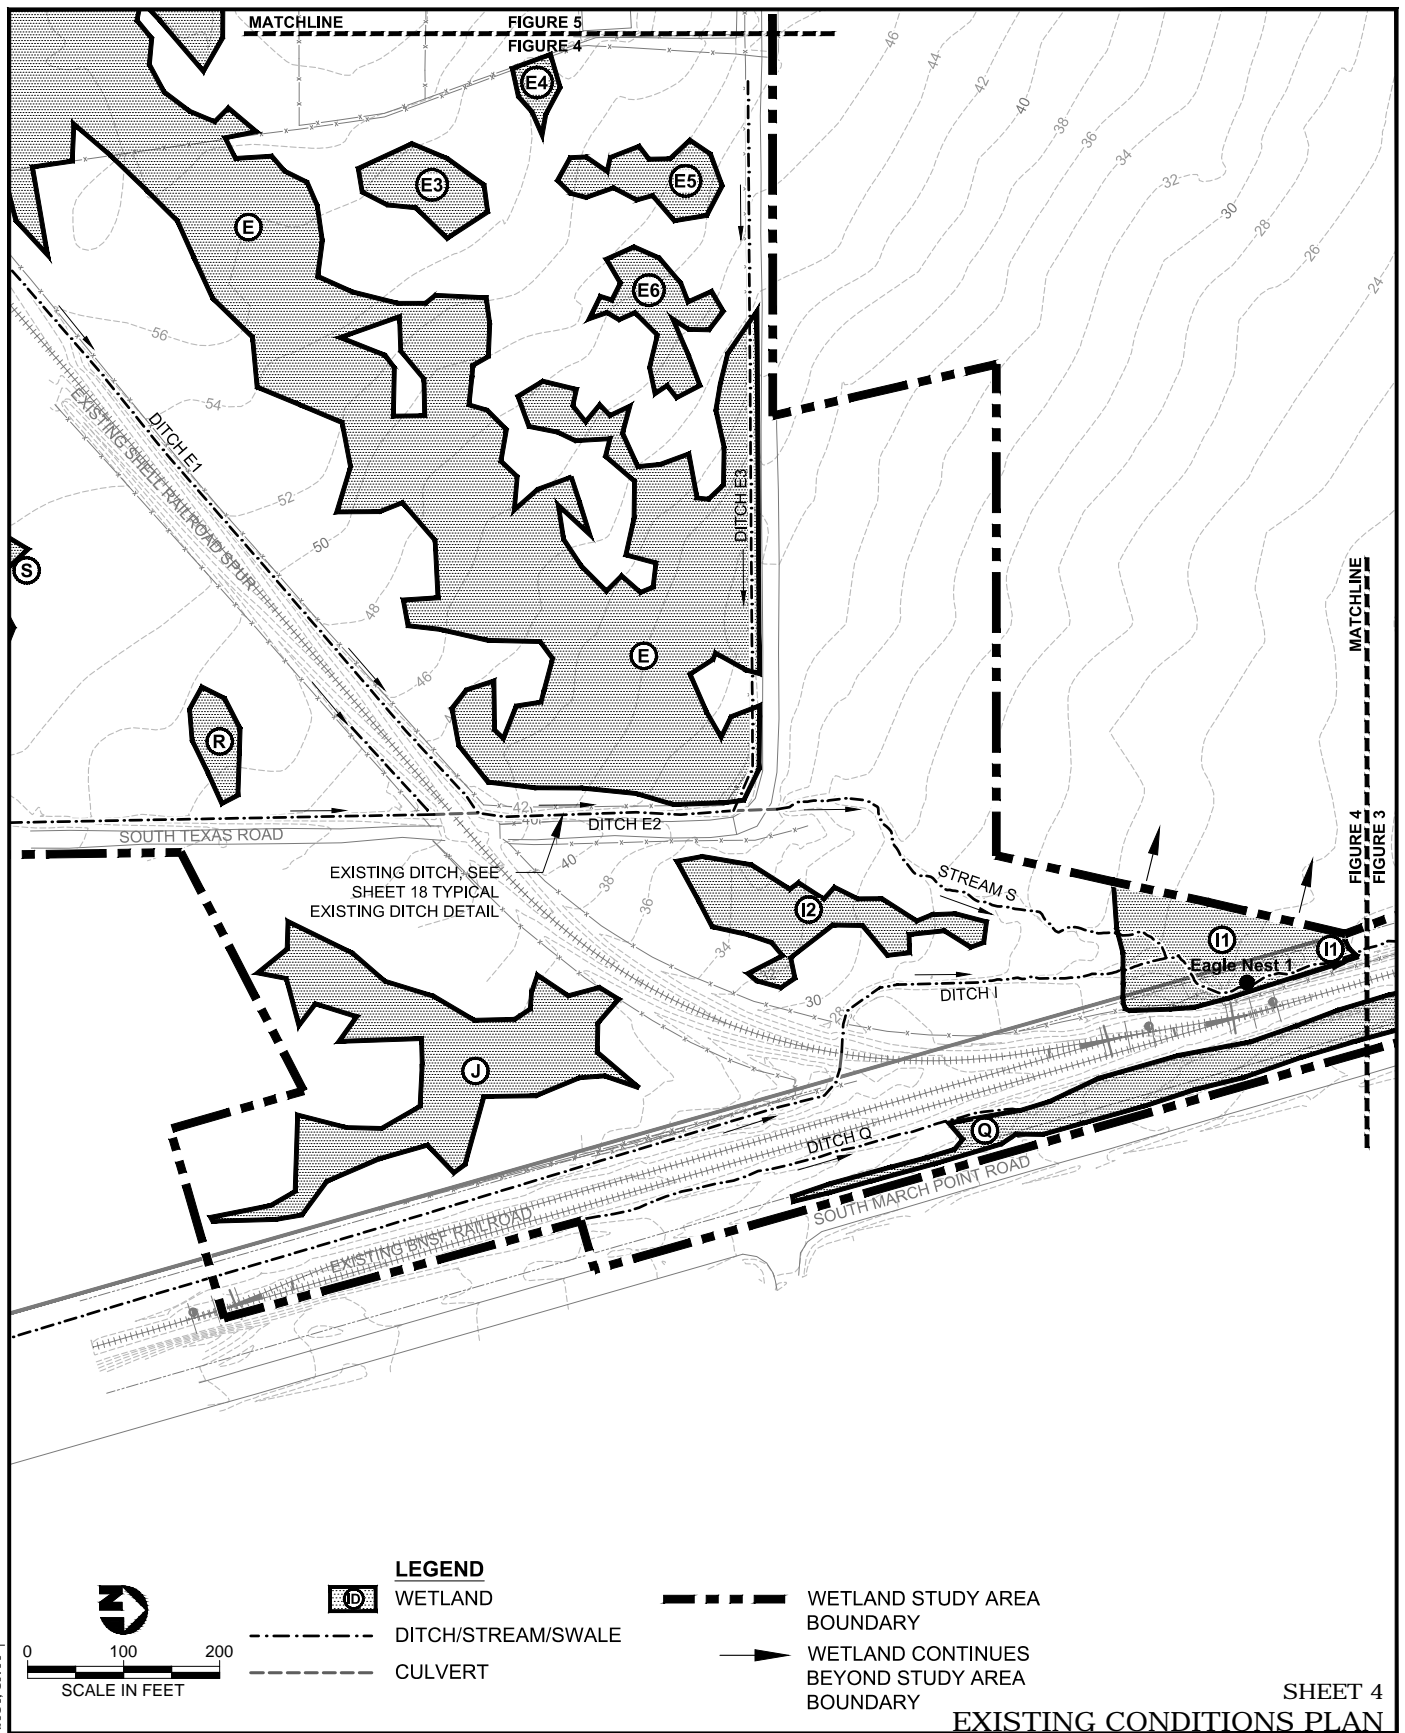 MATCHLINE
FIGURE 5
FIGURE 4
E4
E3
E5
E
E6
46
44
42
40
38
36
34
32
30
28
26
24
56
54
52
50
48
46
DITCH E1
EXISTING SHELL RAILROAD SPUR
DITCH E3
S
E
R
MATCHLINE
FIGURE 4
FIGURE 3
42
40
DITCH E2
SOUTH TEXAS ROAD
EXISTING DITCH, SEE
SHEET 18 TYPICAL
EXISTING DITCH DETAIL
40
38
36
34
32
30
28
STREAM S
I2
I1
I1
Eagle Nest 1
DITCH I
J
DITCH Q
Q
SOUTH MARCH POINT ROAD
EXISTING BNSF RAILROAD
LEGEND
N
ID
WETLAND
DITCH/STREAM/SWALE
CULVERT
WETLAND STUDY AREA
BOUNDARY
WETLAND CONTINUES
BEYOND STUDY AREA
BOUNDARY
0 100 200
SCALE IN FEET
SHEET 4
EXISTING CONDITIONS PLAN